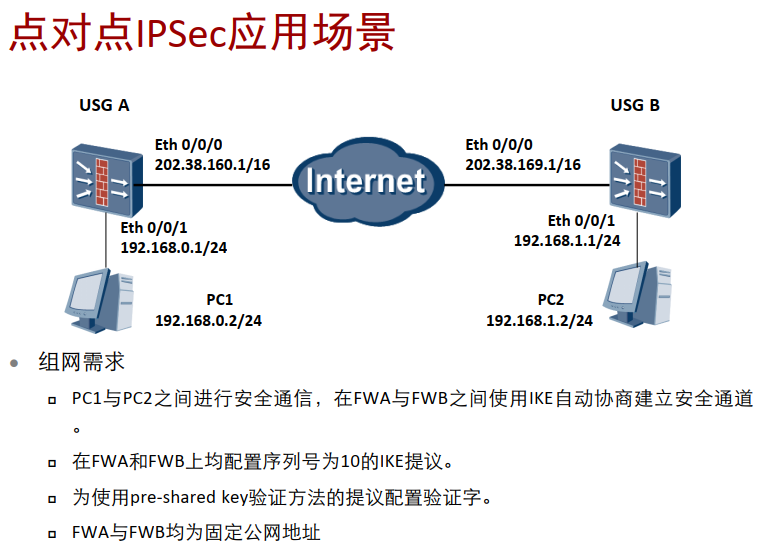 点对点IPSec应用场景
USG A
USG B
Eth 0/0/0
202.38.160.1/16
Eth 0/0/0
202.38.169.1/16
Internet
Eth 0/0/1
192.168.0.1/24
Eth 0/0/1
192.168.1.1/24
PC1
192.168.0.2/24
PC2
192.168.1.2/24
组网需求
PC1与PC2之间进行安全通信，在FWA与FWB之间使用IKE自动协商建立安全通道
。
在FWA和FWB上均配置序列号为10的IKE提议。
为使用pre-shared key验证方法的提议配置验证字。
FWA与FWB均为固定公网地址